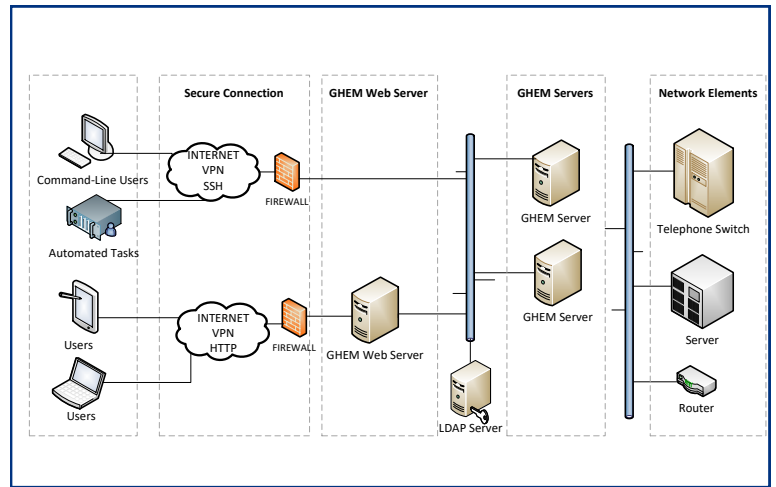 Secure Connection
GHEM Web Server
GHEM Servers
Network Elements
Command-Line Users
Automated Tasks
Users
Users
INTERNET
VPN
SSH
FIREWALL
INTERNET
VPN
HTTP
FIREWALL
GHEM Web Server
LDAP Server
GHEM Server
GHEM Server
Telephone Switch
Server
Router